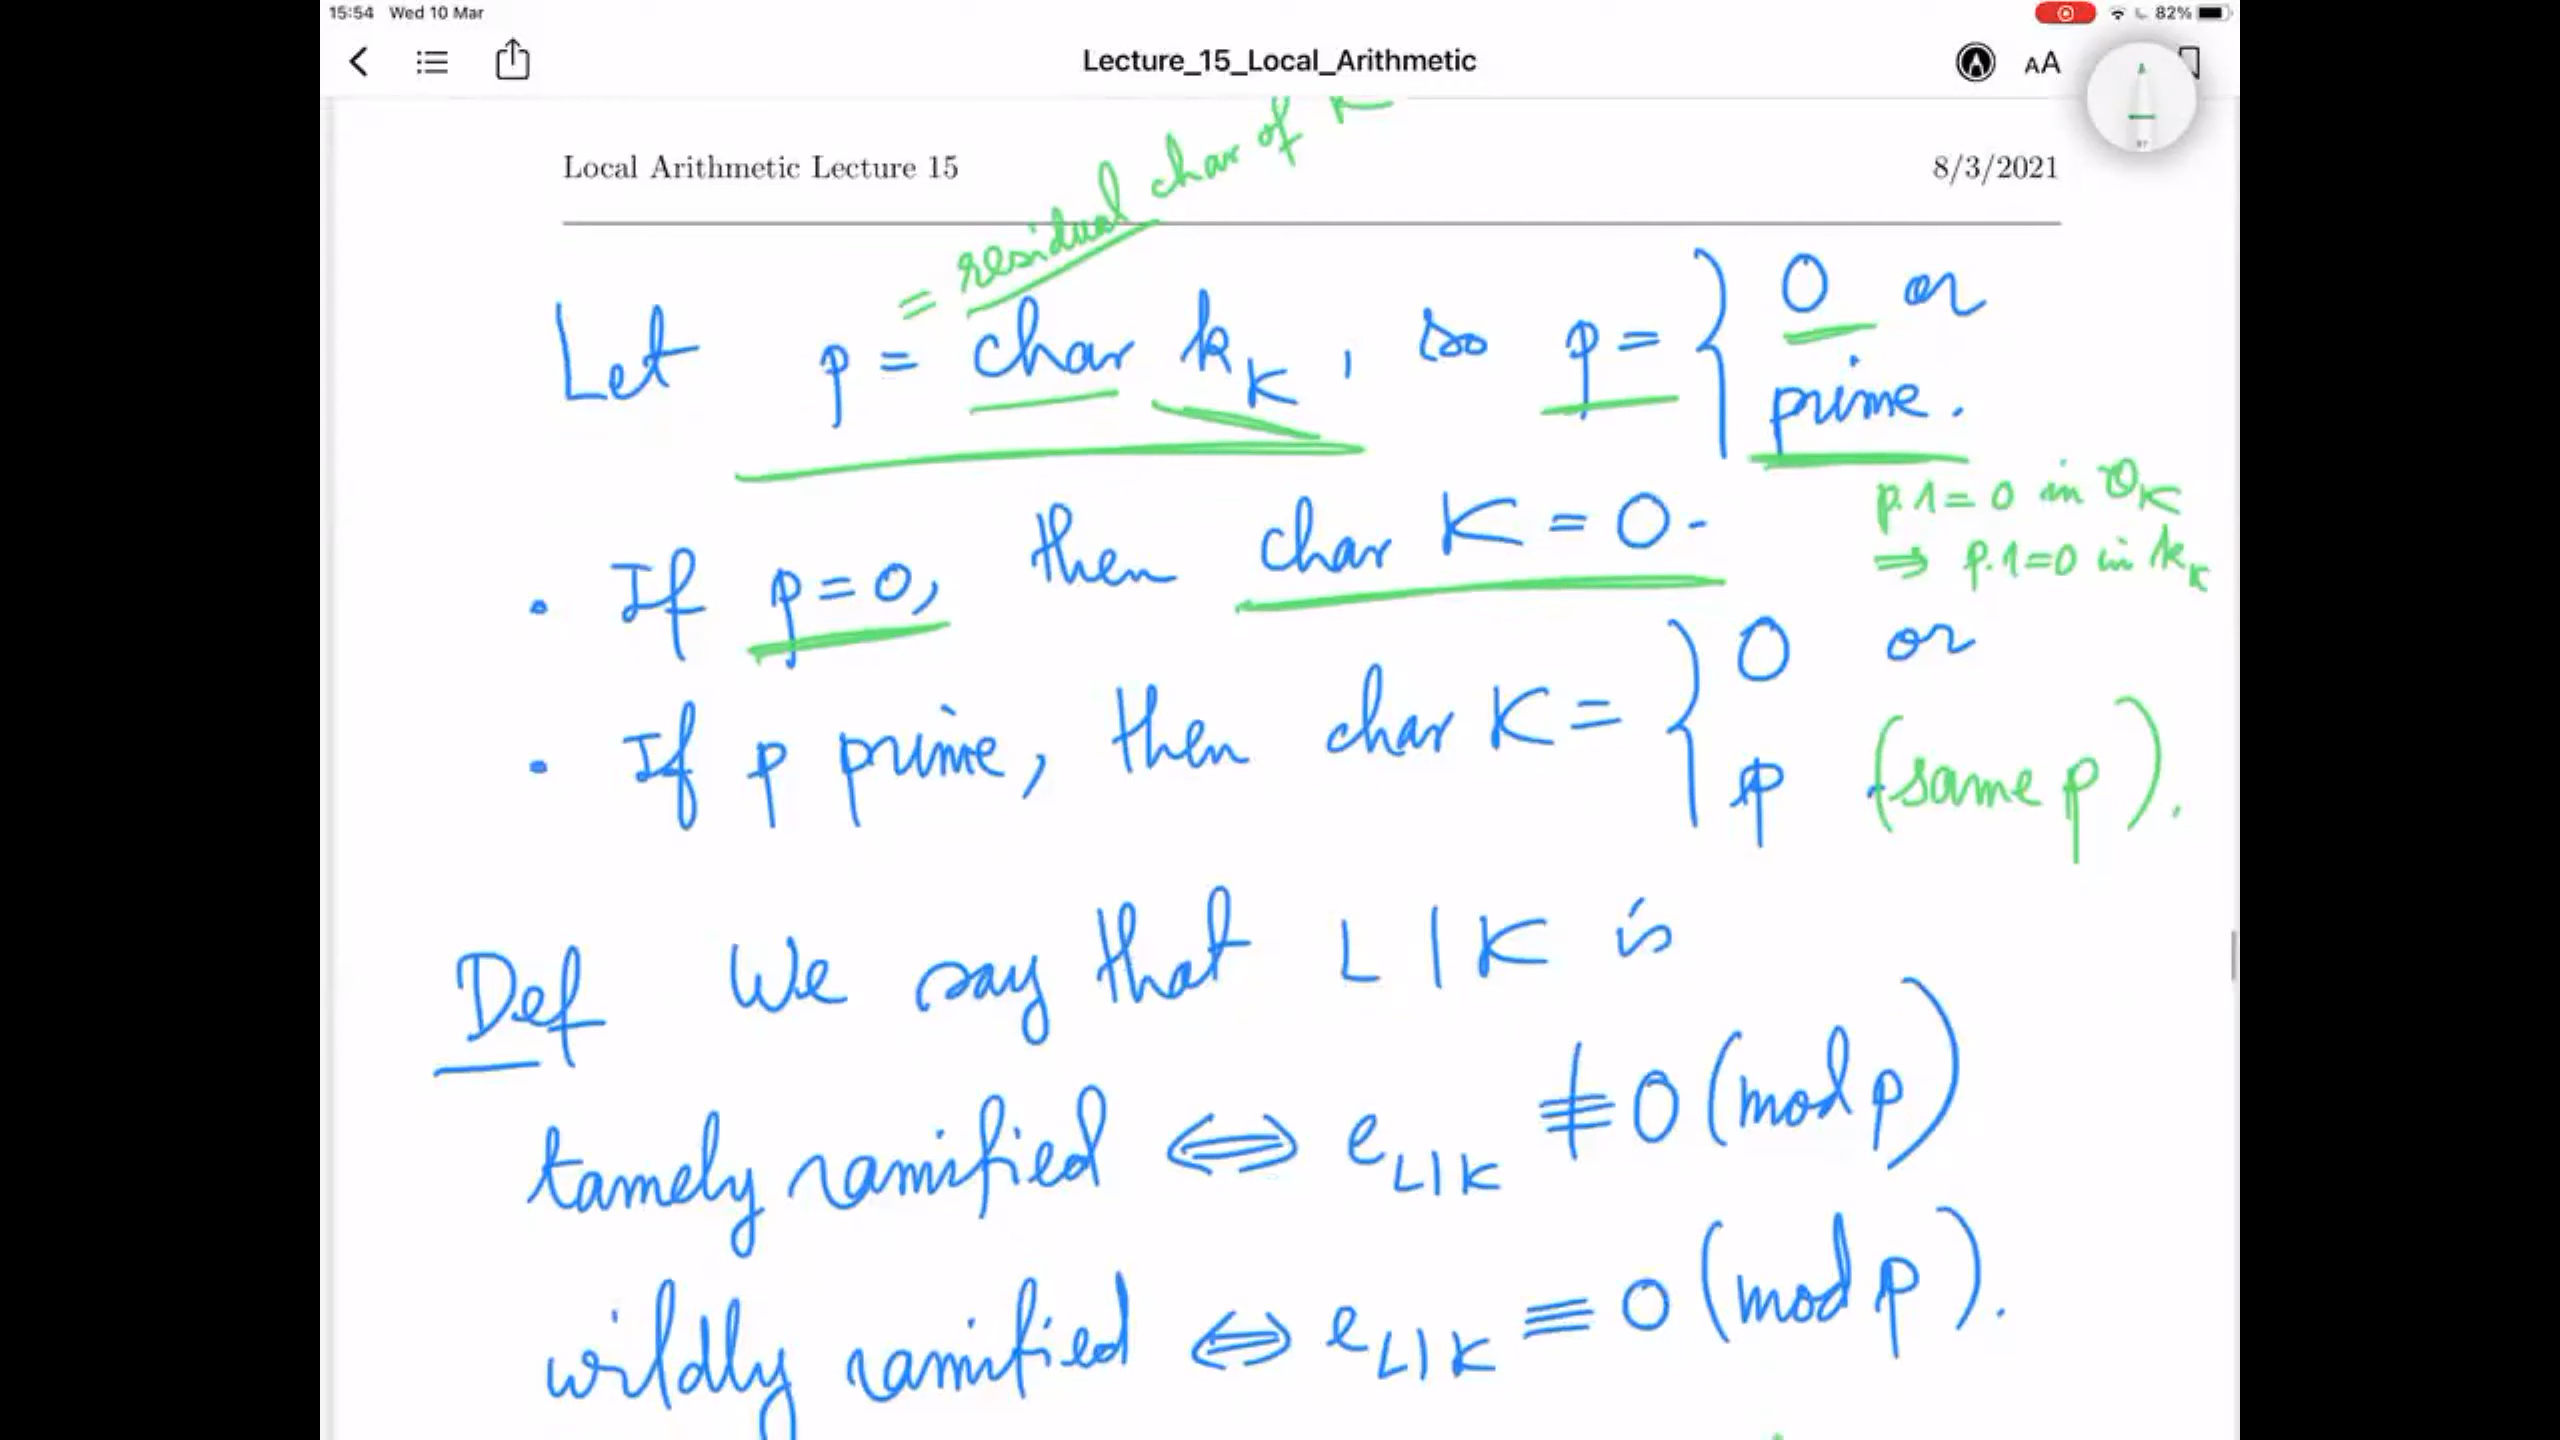 15:54 Wed 10 Mar
82%
Lecture_15_Local_Arithmetic
AA
Local Arithmetic Lecture 15
8/3/2021
= residual char of K
Let p = char k_K, so p = { 0 or
prime.
p.1=0 in O_K
⇒ p.1=0 in k_K
• If p=0, then char K = 0.
• If p prime, then char K = { 0 or
p (same p).
Def We say that L|K is
tamely ramified ⇔ e_{L|K} ≢ 0 (mod p)
wildly ramified ⇔ e_{L|K} ≡ 0 (mod p).